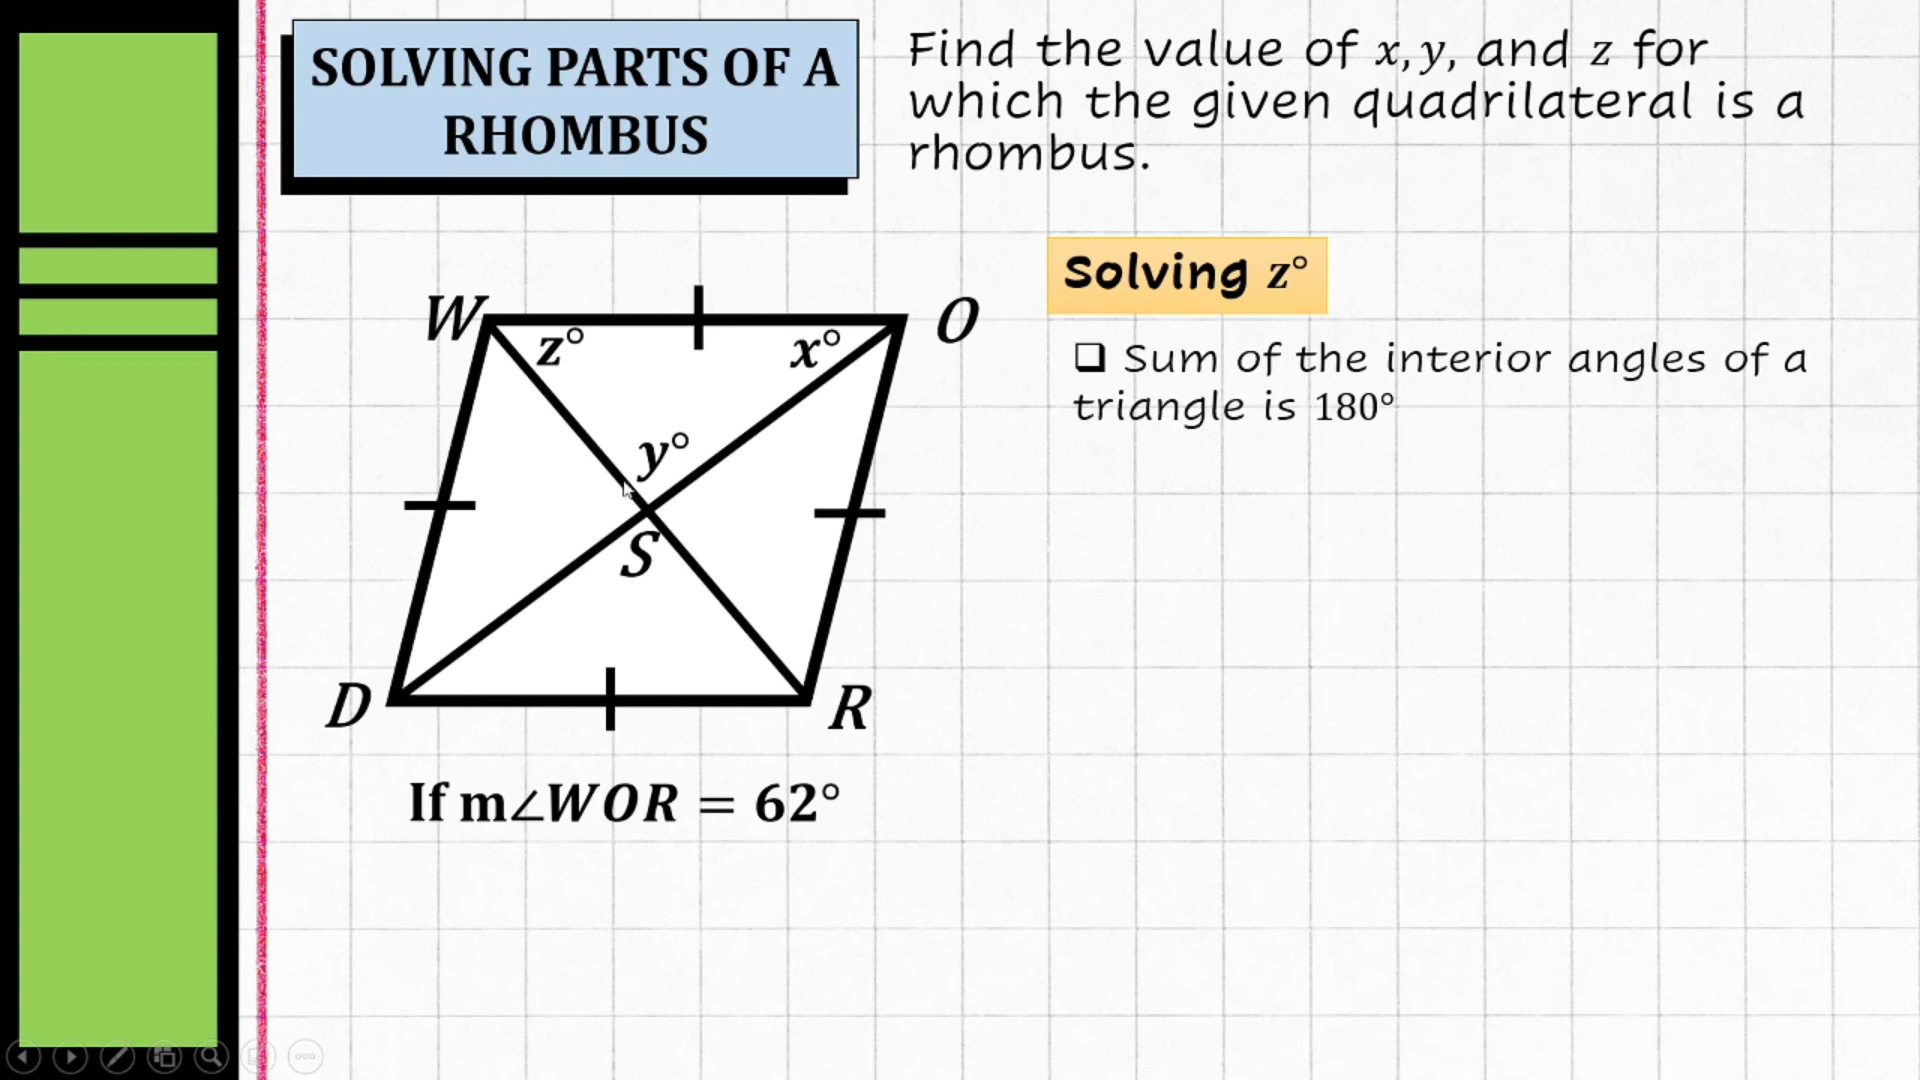 SOLVING PARTS OF A
RHOMBUS
Find the value of x, y, and z for
which the given quadrilateral is a
rhombus.
Solving z°
❑ Sum of the interior angles of a
triangle is 180°
W
O
z°
x°
y°
S
D
R
If m∠WOR = 62°